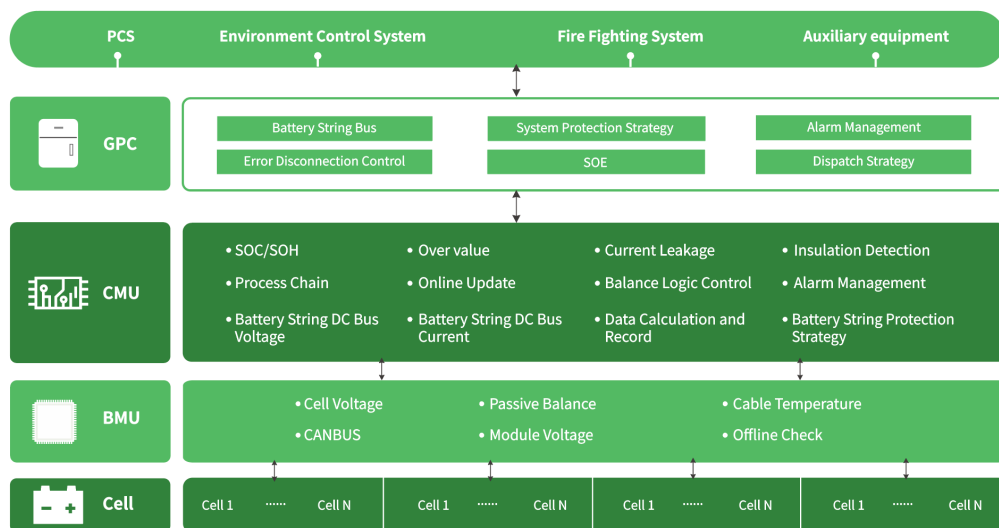 PCS Environment Control System Fire Fighting System Auxiliary equipment
GPC
Battery String Bus System Protection Strategy Alarm Management
Error Disconnection Control SOE Dispatch Strategy
CMU
• SOC/SOH • Over value • Current Leakage • Insulation Detection
• Process Chain • Online Update • Balance Logic Control • Alarm Management
• Battery String DC Bus • Battery String DC Bus • Data Calculation and • Battery String Protection
Voltage Current Record Strategy
BMU
• Cell Voltage • Passive Balance • Cable Temperature
• CANBUS • Module Voltage • Offline Check
Cell
Cell 1 ...... Cell N Cell 1 ...... Cell N Cell 1 ...... Cell N Cell 1 ...... Cell N